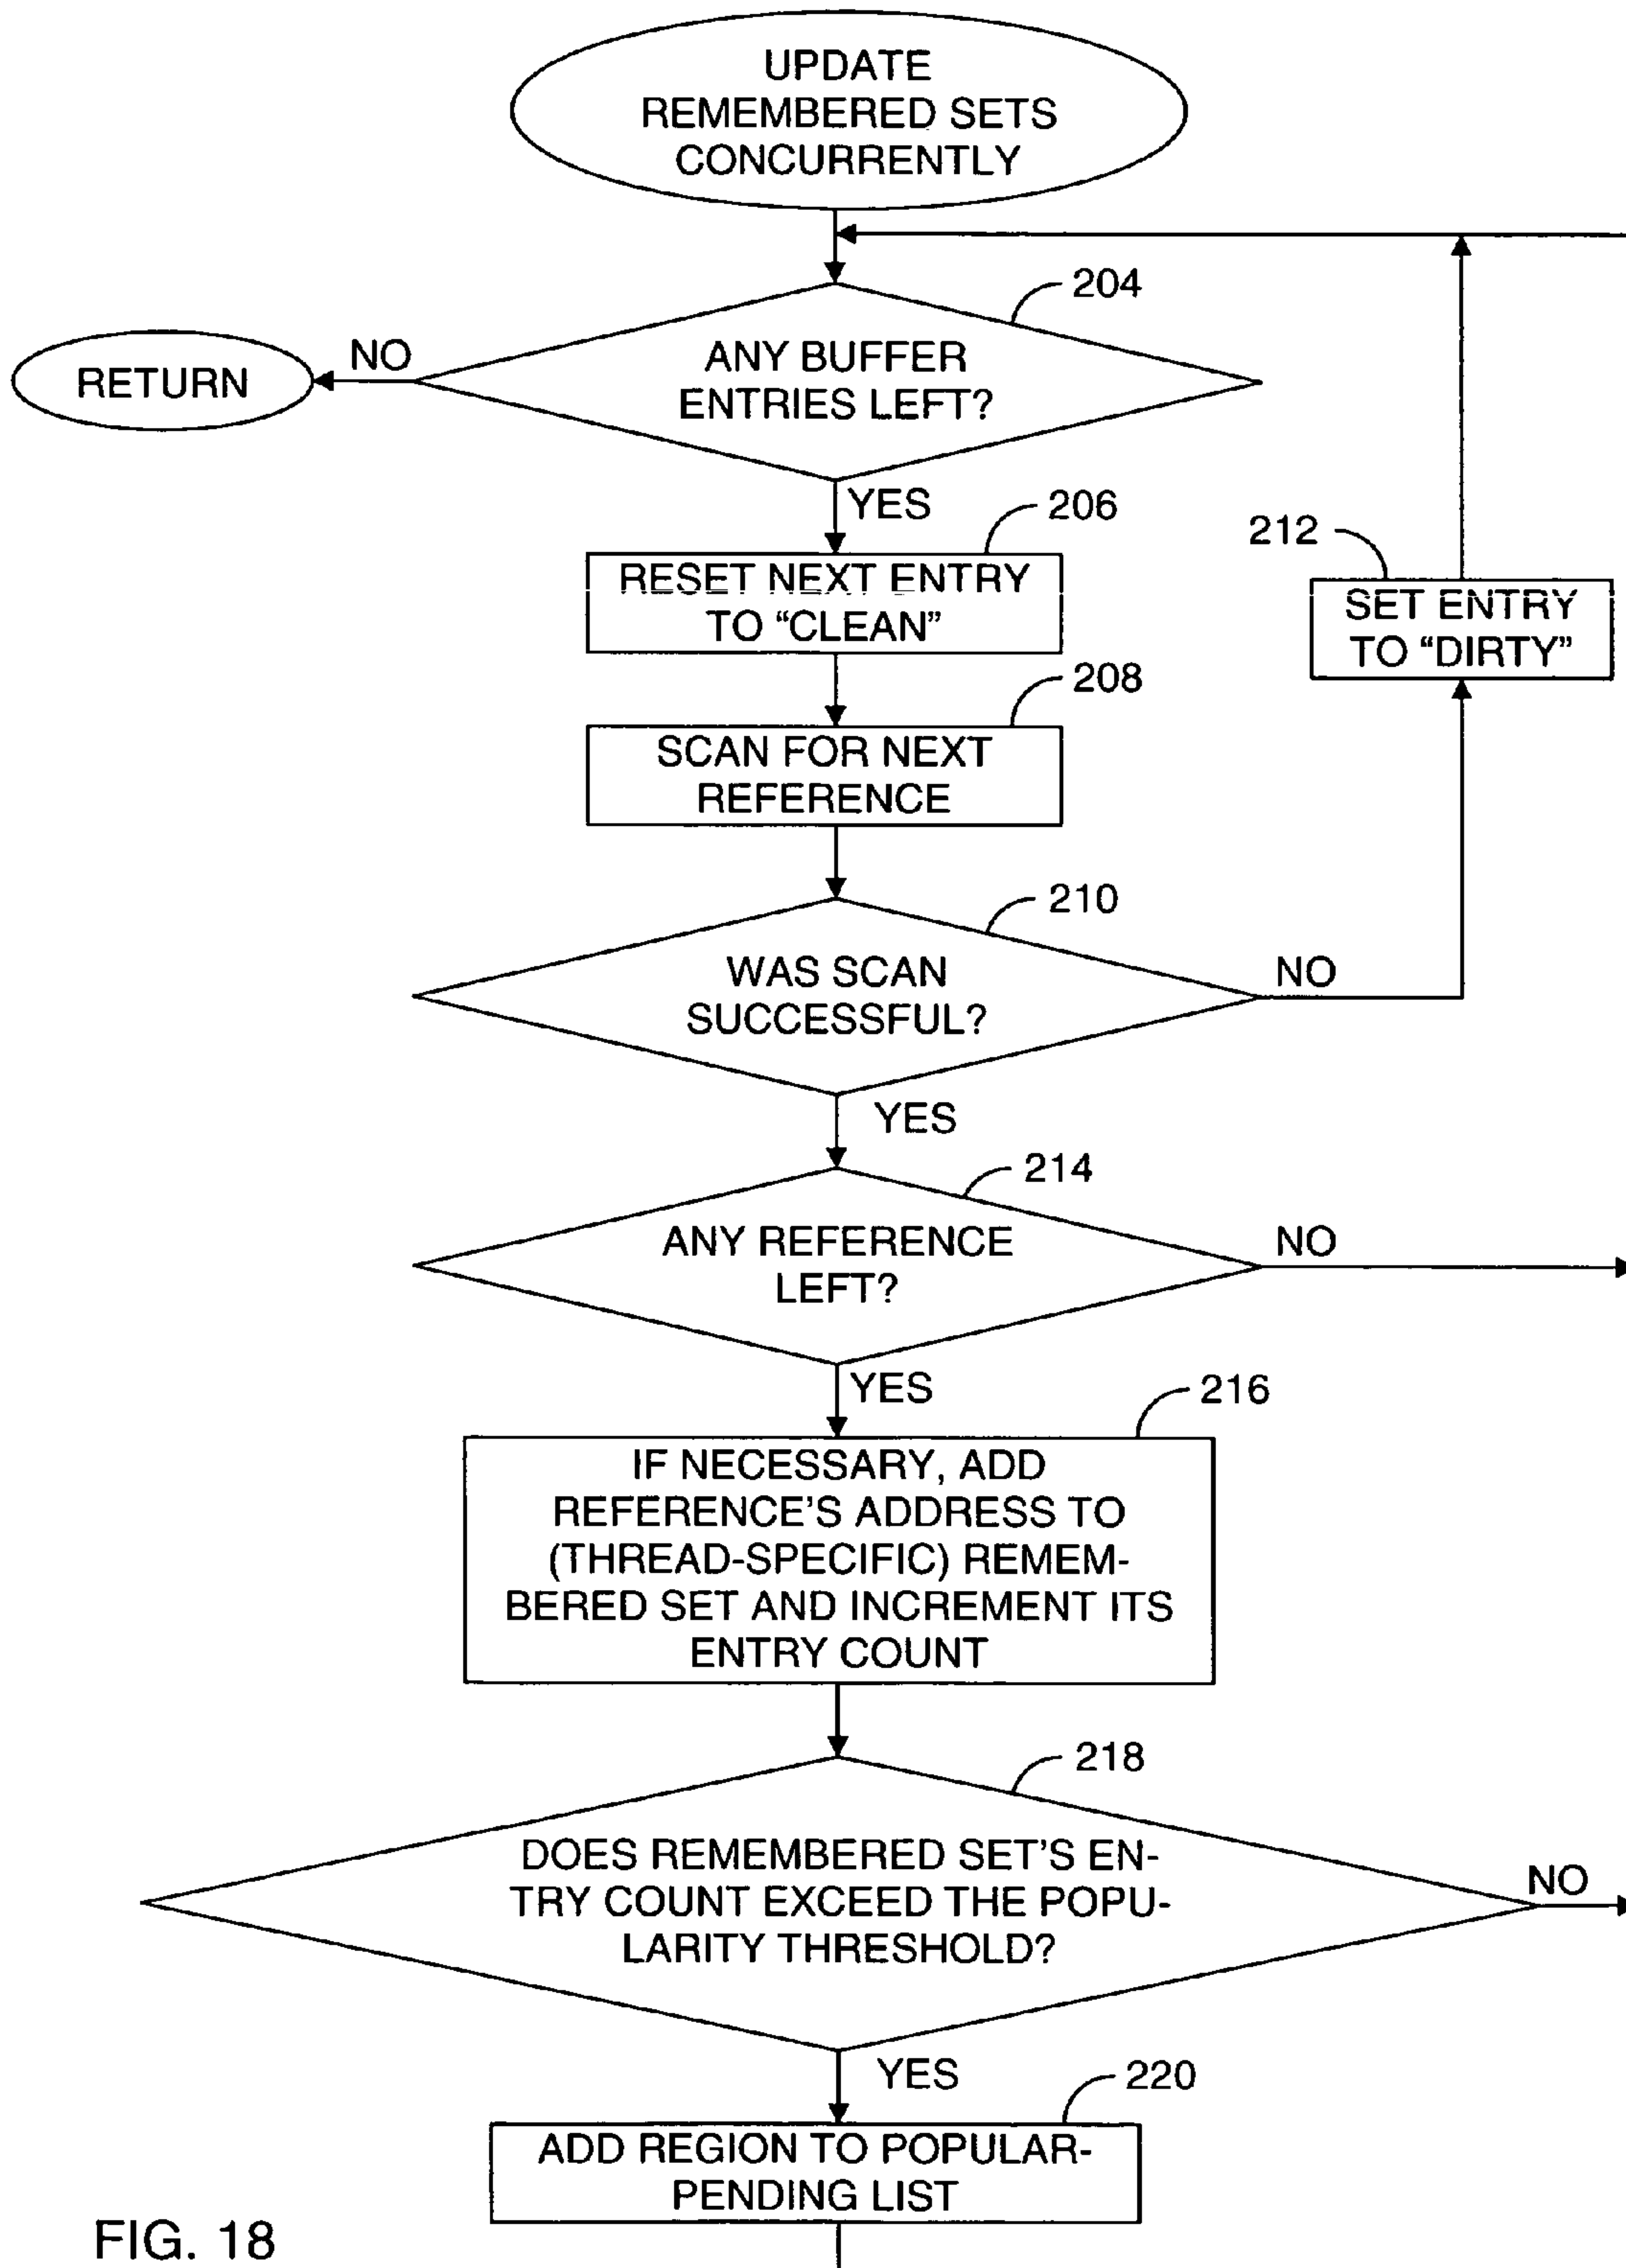 UPDATE
REMEMBERED SETS
CONCURRENTLY
204
ANY BUFFER
ENTRIES LEFT?
NO
RETURN
YES
206
RESET NEXT ENTRY
TO “CLEAN”
212
SET ENTRY
TO “DIRTY”
208
SCAN FOR NEXT
REFERENCE
210
WAS SCAN
SUCCESSFUL?
NO
YES
214
ANY REFERENCE
LEFT?
NO
YES
216
IF NECESSARY, ADD
REFERENCE'S ADDRESS TO
(THREAD-SPECIFIC) REMEM-
BERED SET AND INCREMENT ITS
ENTRY COUNT
218
DOES REMEMBERED SET'S EN-
TRY COUNT EXCEED THE POPU-
LARITY THRESHOLD?
NO
YES
220
ADD REGION TO POPULAR-
PENDING LIST
FIG. 18